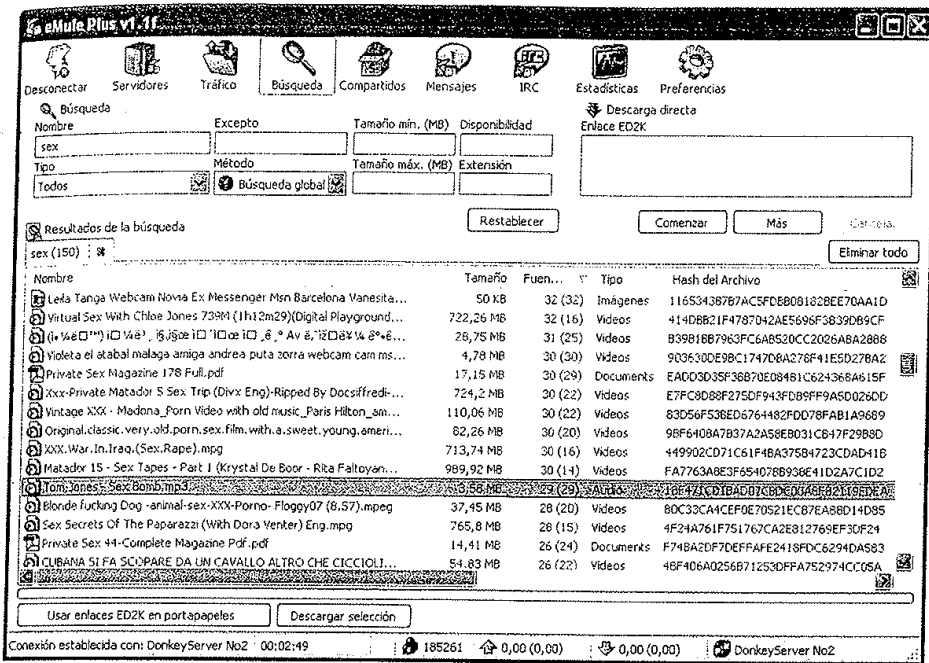 eMule Plus v1.1f
Desconectar Servidores Tráfico Búsqueda Compartidos Mensajes IRC Estadísticas Preferencias
Búsqueda
Descarga directa
Nombre Excepto Tamaño mín. (MB) Disponibilidad Enlace ED2K
sex
Tipo Método Tamaño máx. (MB) Extensión
Todos Búsqueda global
Restablecer Comenzar Más Cancelar
Resultados de la búsqueda
sex (150) Eliminar todo
Nombre Tamaño Fuen... Tipo Hash del Archivo
Leila Tanga Webcam Novia Ex Messenger Msn Barcelona Vanesita... 50 KB 32 (32) Imágenes
Virtual Sex With Chloe Jones 739M (1h12m29)(Digital Playground... 722,26 MB 32 (16) Videos
28,75 MB 31 (25) Videos
Violeta el atabal malaga amiga andrea puta zorra webcam cam ms... 4,78 MB 30 (30) Videos
Private Sex Magazine 178 Full.pdf 17,15 MB 30 (29) Documents
Xxx-Private Matador 5 Sex Trip (Divx Eng)-Ripped By Docsiffredi-... 724,2 MB 30 (22) Videos
Vintage XXX - Madona_Porn Video with old music_Paris Hilton_am... 110,06 MB 30 (22) Videos
Original.classic.very.old.porn.sex.film.with.a.sweet.young.ameri... 82,26 MB 30 (20) Videos
XXX.War.In.Iraq.(Sex.Rape).mpg 713,74 MB 30 (16) Videos
Matador 15 - Sex Tapes - Part 1 (Krystal De Boor - Rita Faltoyan... 989,92 MB 30 (14) Videos
Tom Jones - Sex Bomb.mp3 3,58 MB 29 (29) Audio
Blonde fucking Dog -animal-sex-XXX-Porno- Floggy07 (8,57).mpeg 37,45 MB 28 (20) Videos
Sex Secrets Of The Paparazzi (With Dora Venter) Eng.mpg 765,8 MB 28 (15) Videos
Private Sex 44-Complete Magazine Pdf.pdf 14,41 MB 26 (24) Documents
CUBANA SI FA SCOPARE DA UN CAVALLO ALTRO CHE CICCIOLI... 54.83 MB 26 (22) Videos
Usar enlaces ED2K en portapapeles Descargar selección
Conexión establecida con: DonkeyServer No2 00:02:49 185261 0,00 (0,00) 0,00 (0,00) DonkeyServer No2